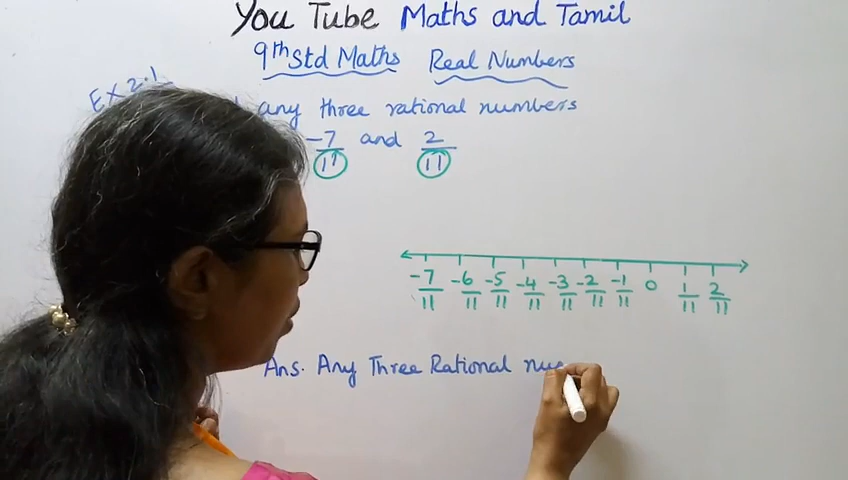 You Tube Maths and Tamil
9th Std Maths Real Numbers
Ex 2.1
any three rational numbers
-7/11 and 2/11
-7/11 -6/11 -5/11 -4/11 -3/11 -2/11 -1/11 0 1/11 2/11
Ans. Any Three Rational